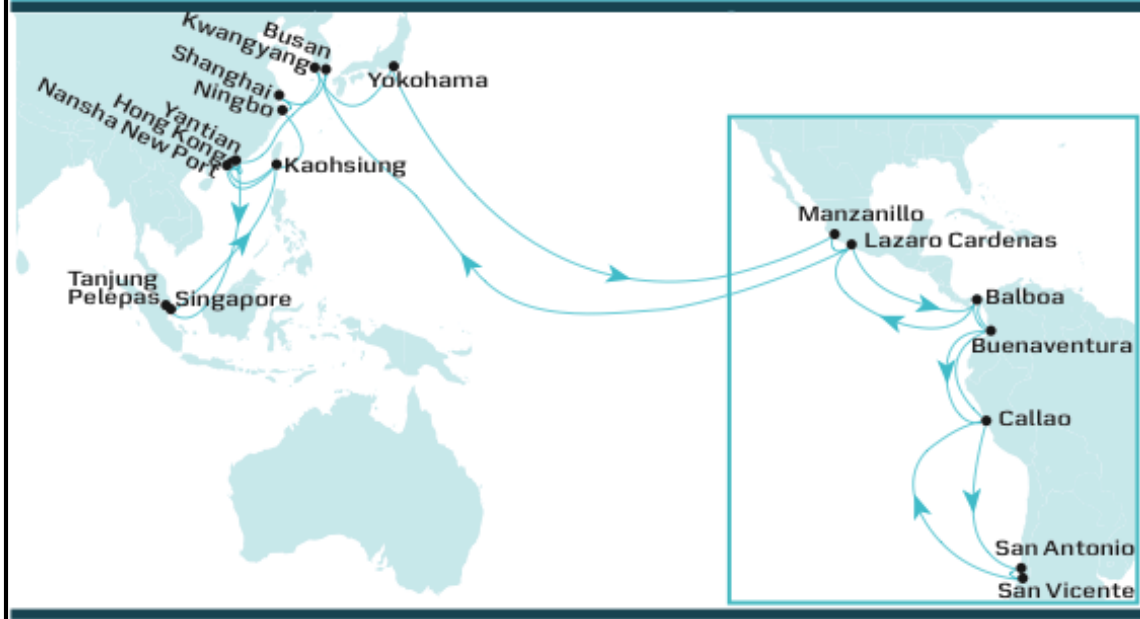 Busan
Kwangyang
Shanghai
Ningbo
Yokohama
Yantian
Hong Kong
Nansha New Port
Kaohsiung
Tanjung
Pelepas
Singapore
Manzanillo
Lazaro Cardenas
Balboa
Buenaventura
Callao
San Antonio
San Vicente